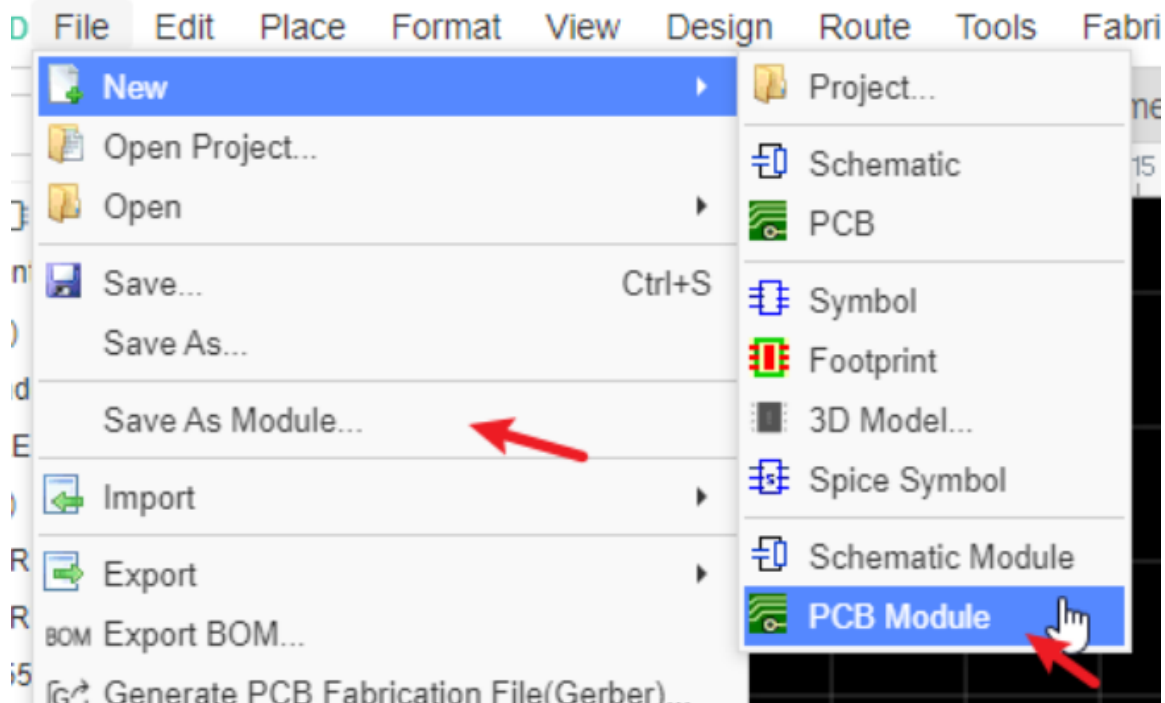 File Edit Place Format View Design Route Tools
New
Open Project...
Open
Save... Ctrl+S
Save As...
Save As Module...
Import
Export
BOM Export BOM...
Generate PCB Fabrication File(Gerber)...
Project...
Schematic
PCB
Symbol
Footprint
3D Model...
Spice Symbol
Schematic Module
PCB Module
15